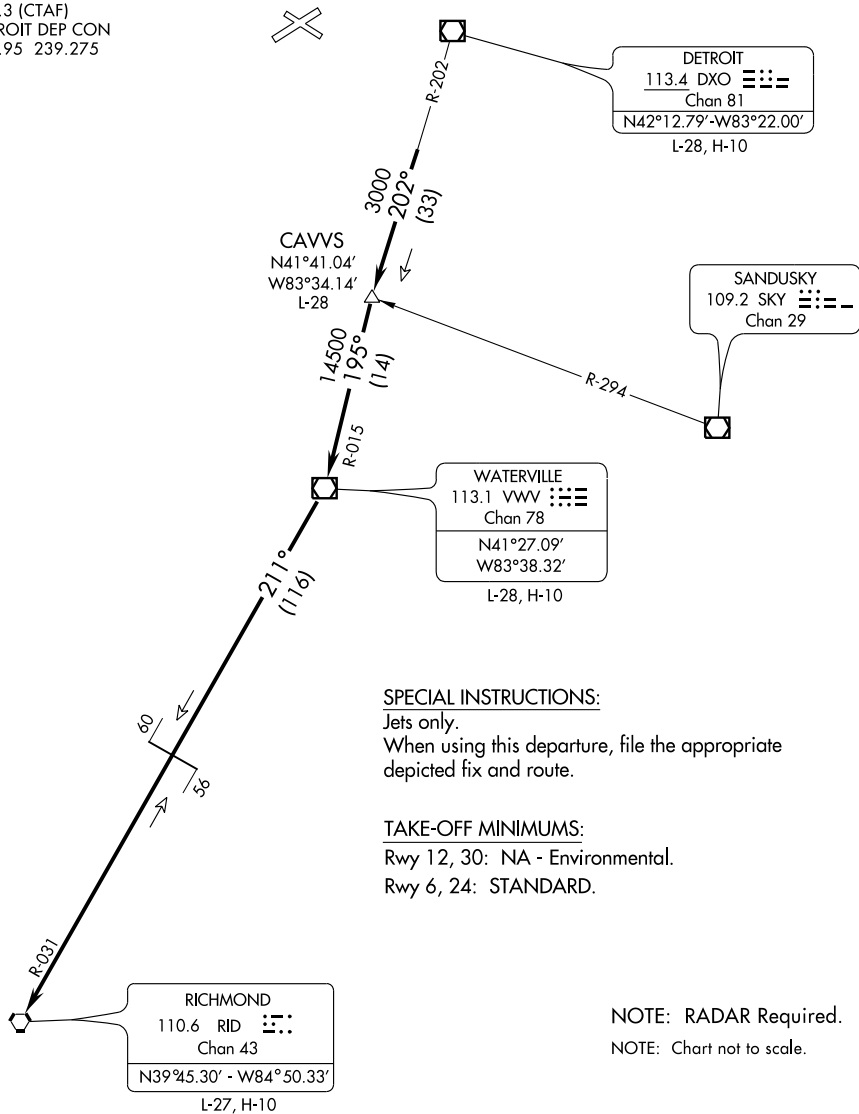 .3 (CTAF)
ROIT DEP CON
.95 239.275
R-202
DETROIT
113.4 DXO
Chan 81
N42°12.79'-W83°22.00'
L-28, H-10
3000
202°
(33)
CAVVS
N41°41.04'
W83°34.14'
L-28
SANDUSKY
109.2 SKY
Chan 29
R-294
14500
195°
(14)
R-015
WATERVILLE
113.1 VWV
Chan 78
N41°27.09'
W83°38.32'
L-28, H-10
211°
(116)
60
56
SPECIAL INSTRUCTIONS:
Jets only.
When using this departure, file the appropriate
depicted fix and route.
TAKE-OFF MINIMUMS:
Rwy 12, 30: NA - Environmental.
Rwy 6, 24: STANDARD.
R-031
RICHMOND
110.6 RID
Chan 43
N39°45.30' - W84°50.33'
L-27, H-10
NOTE: RADAR Required.
NOTE: Chart not to scale.